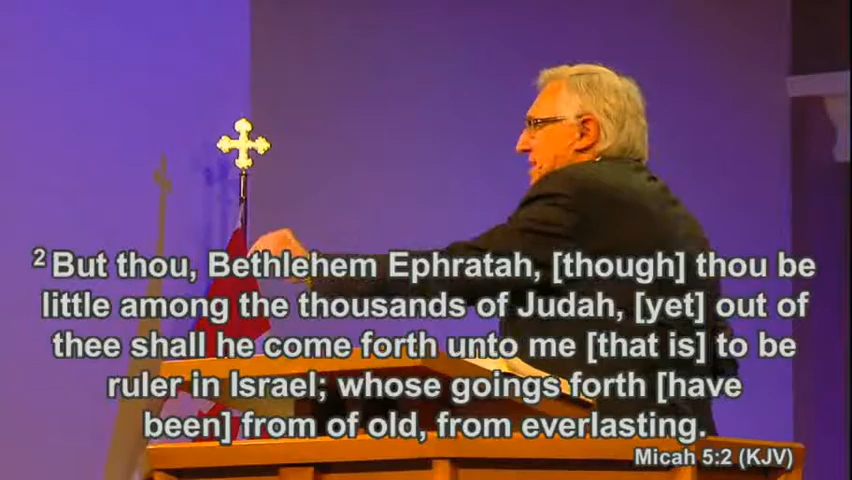 2 But thou, Bethlehem Ephratah, [though] thou be
little among the thousands of Judah, [yet] out of
thee shall he come forth unto me [that is] to be
ruler in Israel; whose goings forth [have
been] from of old, from everlasting.
Micah 5:2 (KJV)